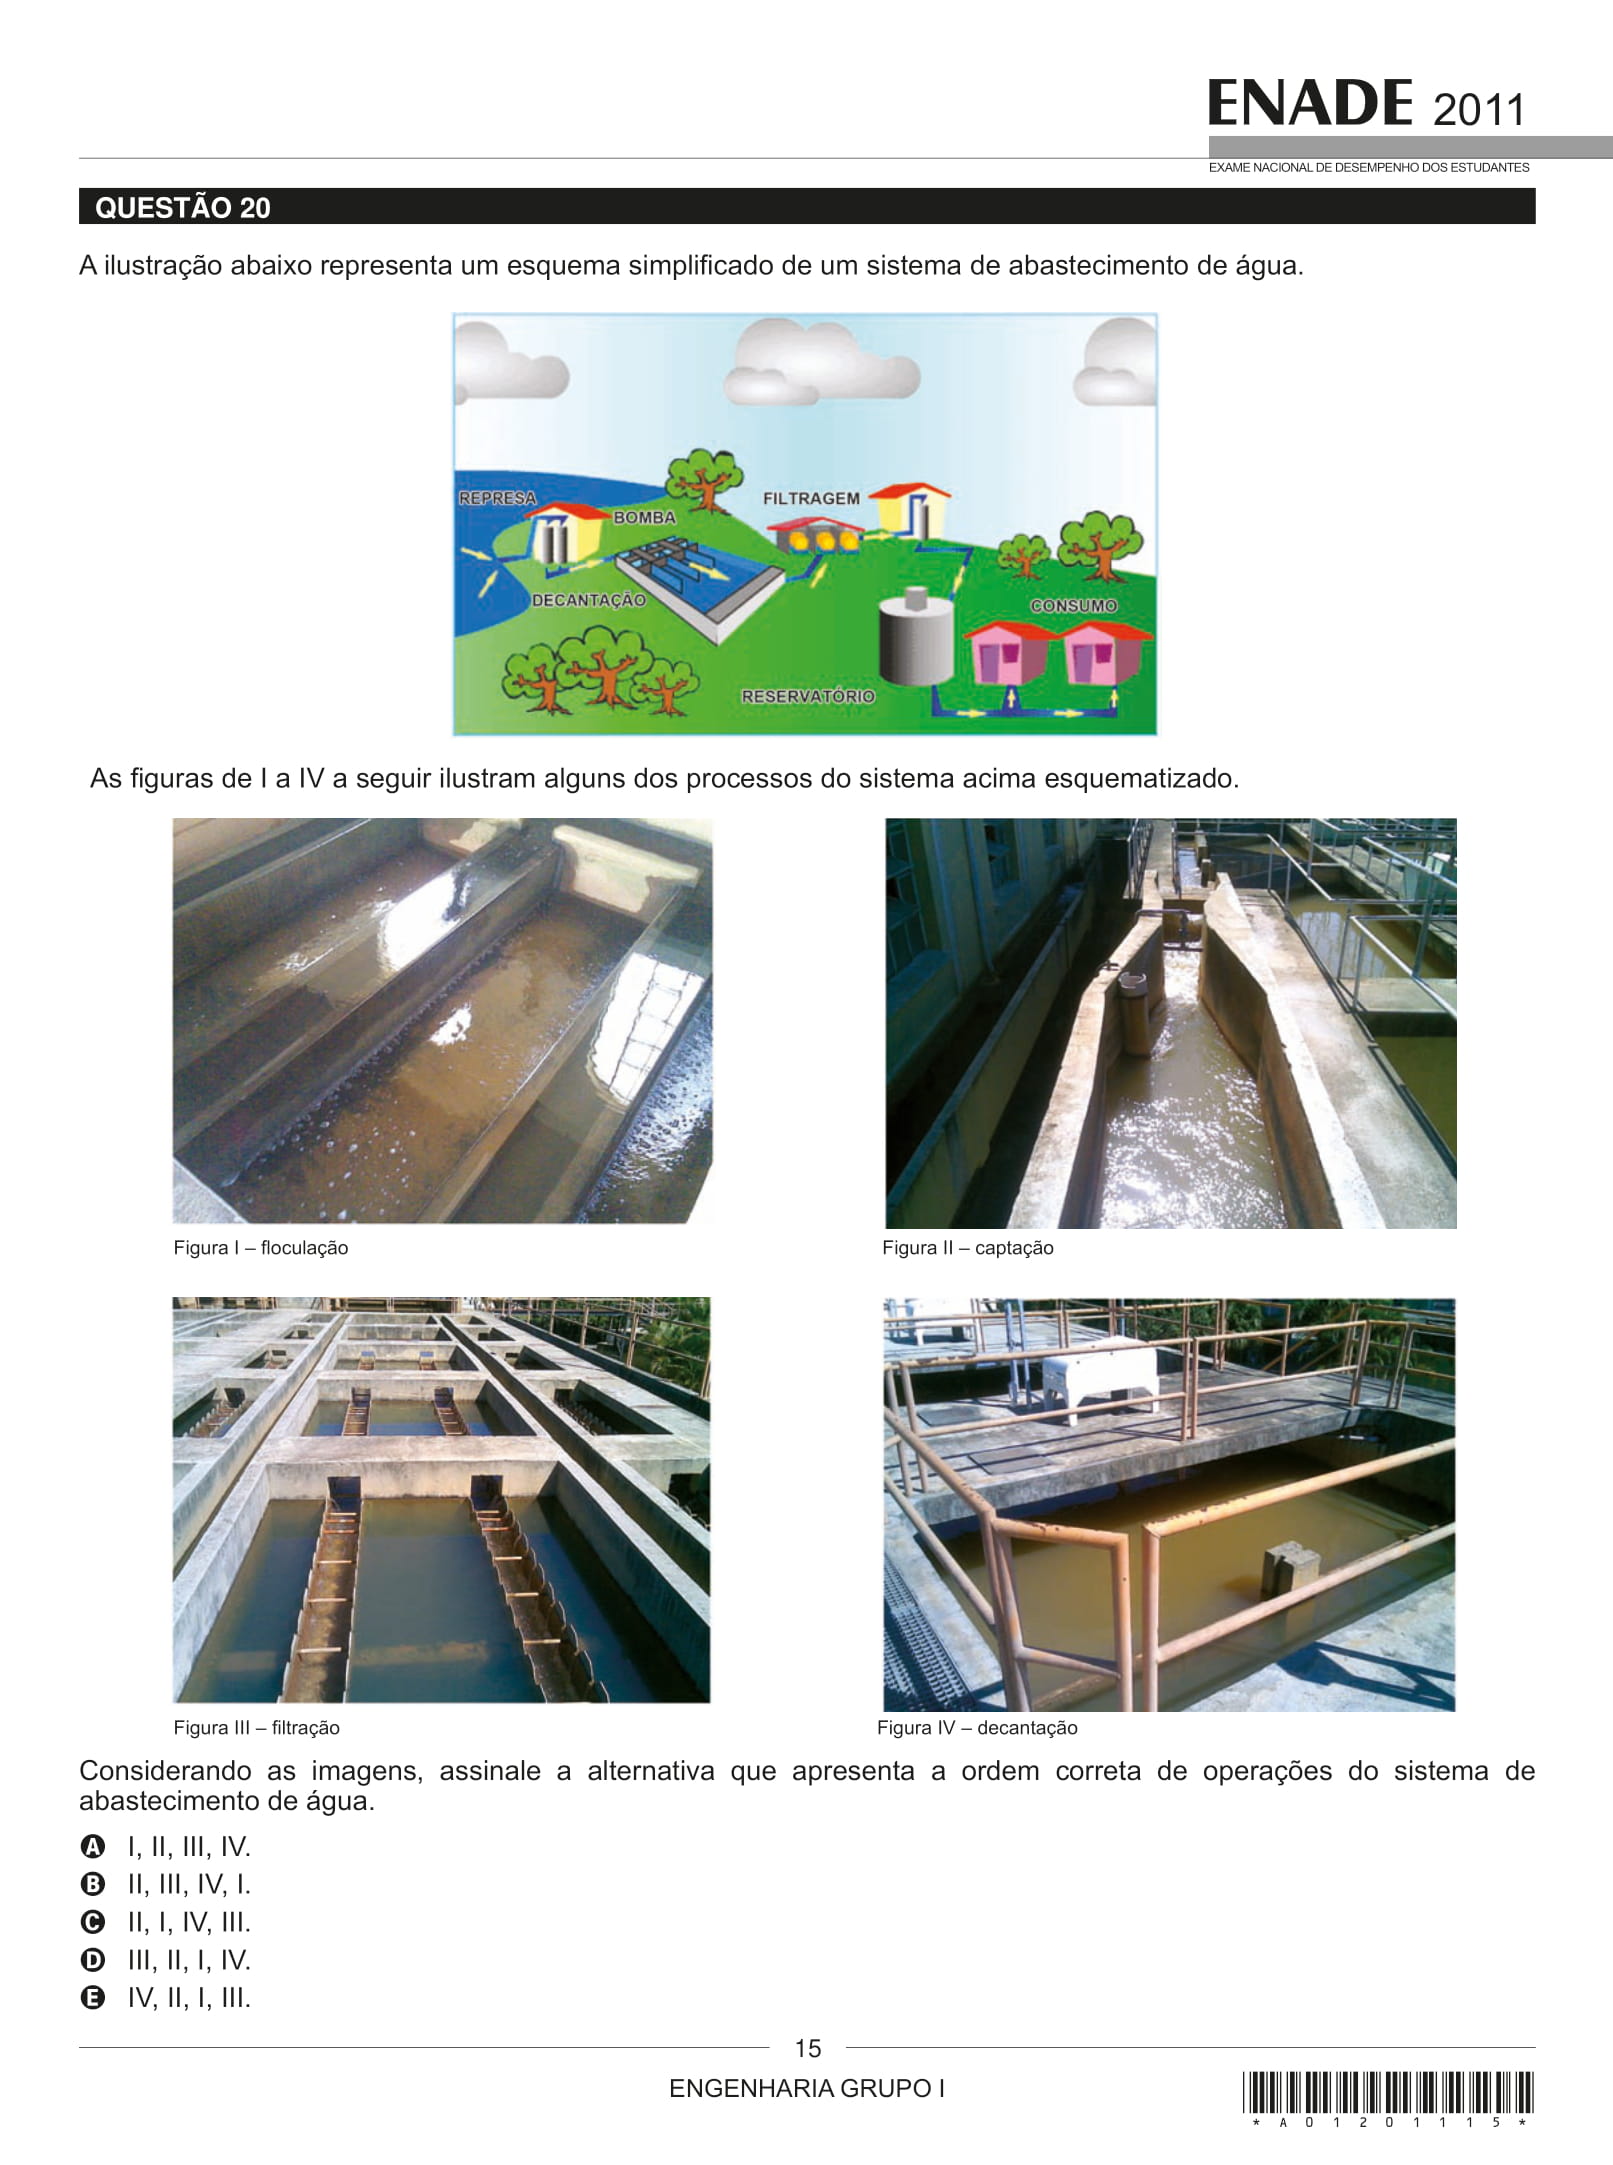 ENADE 2011
EXAME NACIONAL DE DESEMPENHO DOS ESTUDANTES
QUESTÃO 20
A ilustração abaixo representa um esquema simplificado de um sistema de abastecimento de água.
REPRESA
BOMBA
FILTRAGEM
DECANTAÇÃO
CONSUMO
RESERVATÓRIO
As figuras de I a IV a seguir ilustram alguns dos processos do sistema acima esquematizado.
Figura I – floculação
Figura II – captação
Figura III – filtração
Figura IV – decantação
Considerando as imagens, assinale a alternativa que apresenta a ordem correta de operações do sistema de
abastecimento de água.
A I, II, III, IV.
B II, III, IV, I.
C II, I, IV, III.
D III, II, I, IV.
E IV, II, I, III.
15
ENGENHARIA GRUPO I
* A 0 1 2 0 1 1 1 5 *